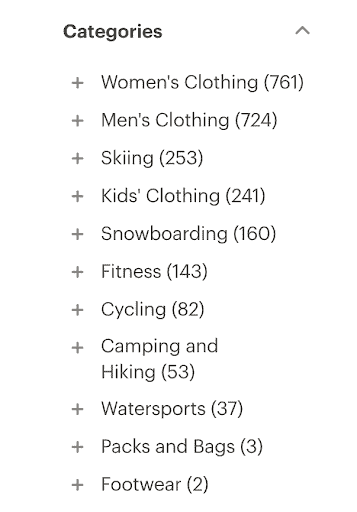 Categories
+ Women's Clothing (761)
+ Men's Clothing (724)
+ Skiing (253)
+ Kids' Clothing (241)
+ Snowboarding (160)
+ Fitness (143)
+ Cycling (82)
+ Camping and
Hiking (53)
+ Watersports (37)
+ Packs and Bags (3)
+ Footwear (2)